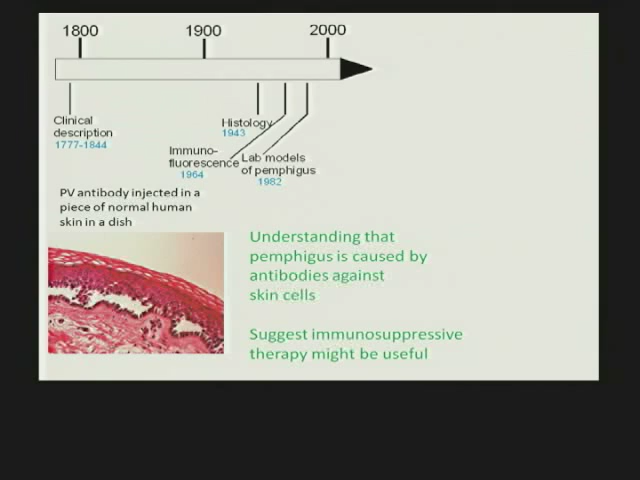 1800 1900 2000
Clinical
description
1777-1844
Histology
1943
Immuno-
fluorescence
1964
Lab models
of pemphigus
1982
PV antibody injected in a
piece of normal human
skin in a dish
Understanding that
pemphigus is caused by
antibodies against
skin cells
Suggest immunosuppressive
therapy might be useful